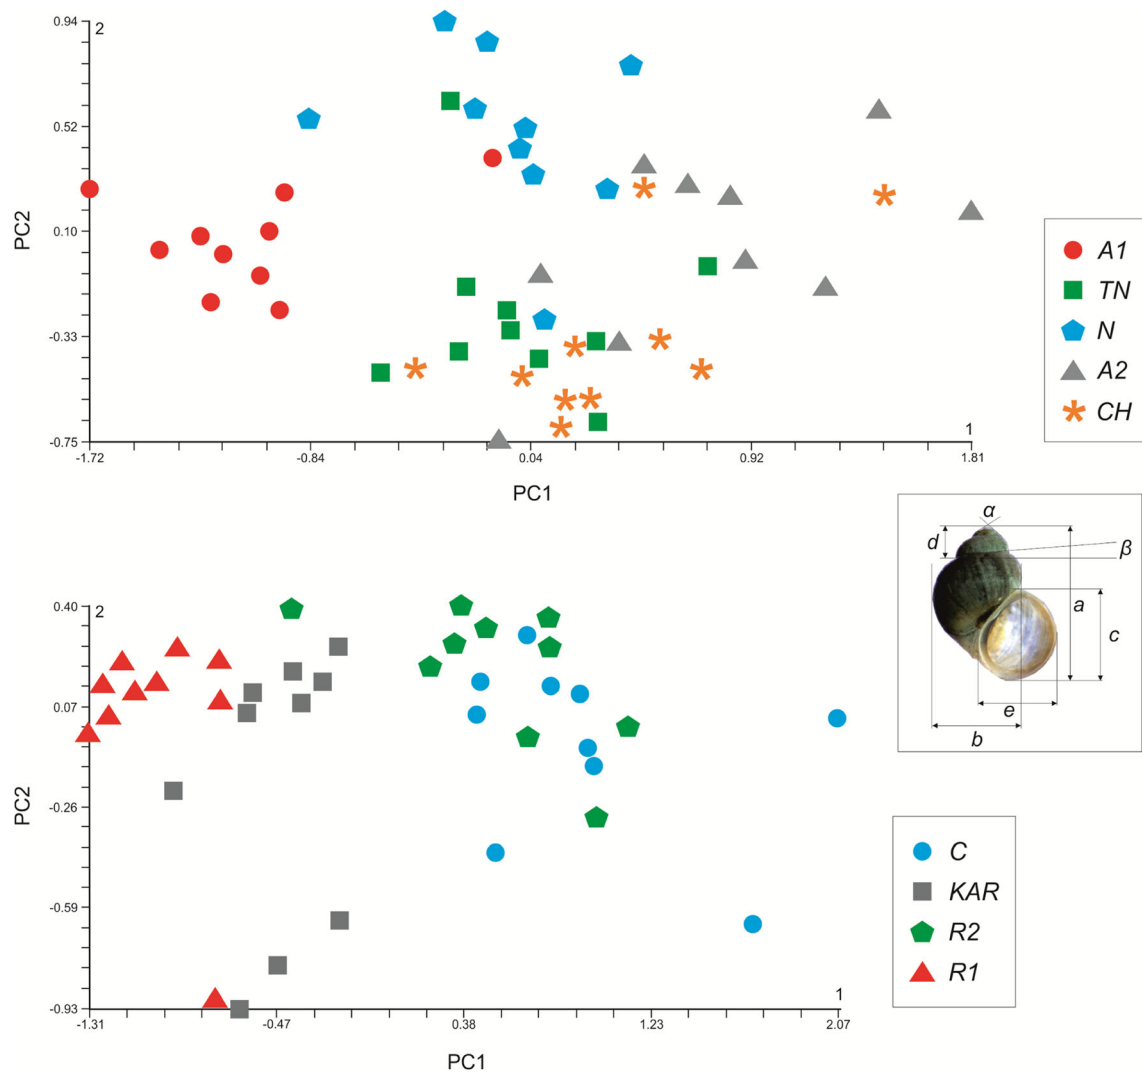 0.94
2
0.52
0.10
-0.33
-0.75
PC2
-1.72
-0.84
0.04
0.92
1.81
1
PC1
A1
TN
N
A2
CH
α
d
β
a
c
e
b
0.40
2
0.07
-0.26
-0.59
-0.93
PC2
-1.31
-0.47
0.38
1.23
2.07
1
PC1
C
KAR
R2
R1